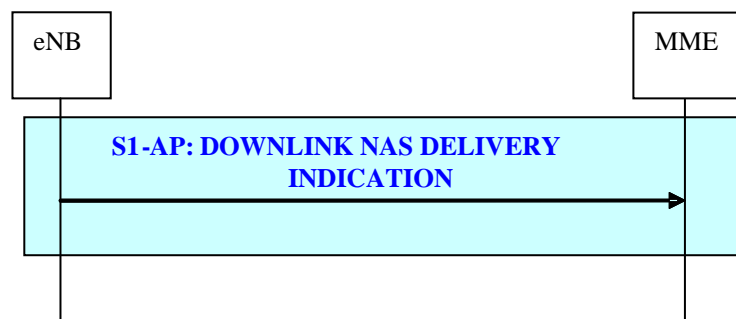 eNB
MME
S1-AP: DOWNLINK NAS DELIVERY
INDICATION